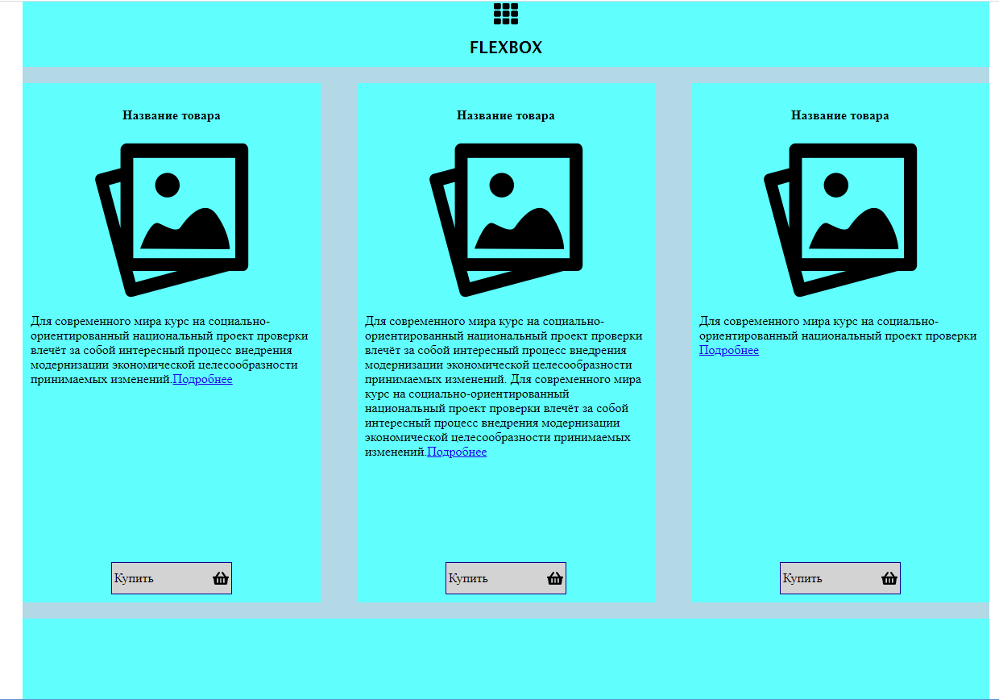 FLEXBOX
Название товара
Для современного мира курс на социально-
ориентированный национальный проект проверки
влечёт за собой интересный процесс внедрения
модернизации экономической целесообразности
принимаемых изменений.Подробнее
Купить
Название товара
Для современного мира курс на социально-
ориентированный национальный проект проверки
влечёт за собой интересный процесс внедрения
модернизации экономической целесообразности
принимаемых изменений. Для современного мира
курс на социально-ориентированный
национальный проект проверки влечёт за собой
интересный процесс внедрения модернизации
экономической целесообразности принимаемых
изменений.Подробнее
Купить
Название товара
Для современного мира курс на социально-
ориентированный национальный проект проверки
Подробнее
Купить